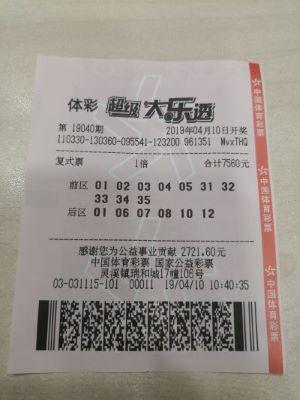 体彩 超级大乐透
第 19040期 2019年04月10日开奖
110330-130360-095541-123200 961351 MvxTHQ
复式票 1倍 合计7560元
前区 01 02 03 04 05 31 32
33 34 35
后区 01 06 07 08 10 12
感谢您为公益事业贡献 2721.60元
中国体育彩票 国家公益彩票
灵溪镇瑞和城17幢106号
03-031115-101 00011 19/04/10 10:40:35
中国体育彩票
中国体育彩票
中国体育彩票